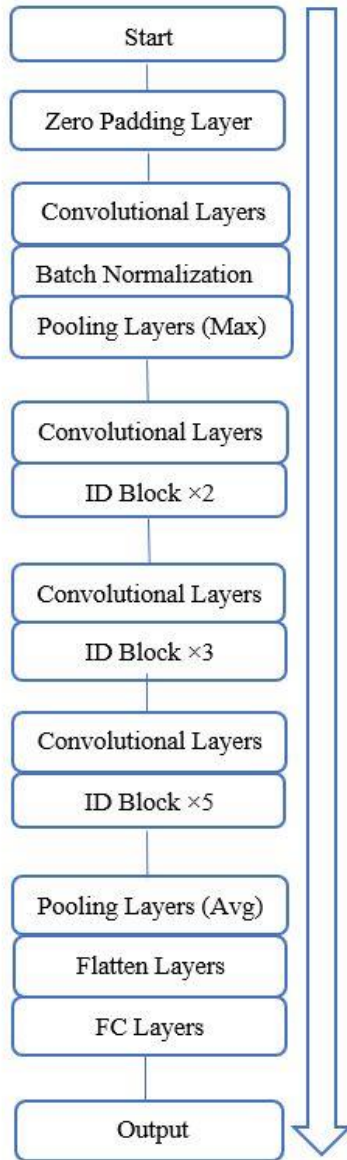 Start
Zero Padding Layer
Convolutional Layers
Batch Normalization
Pooling Layers (Max)
Convolutional Layers
ID Block ×2
Convolutional Layers
ID Block ×3
Convolutional Layers
ID Block ×5
Pooling Layers (Avg)
Flatten Layers
FC Layers
Output